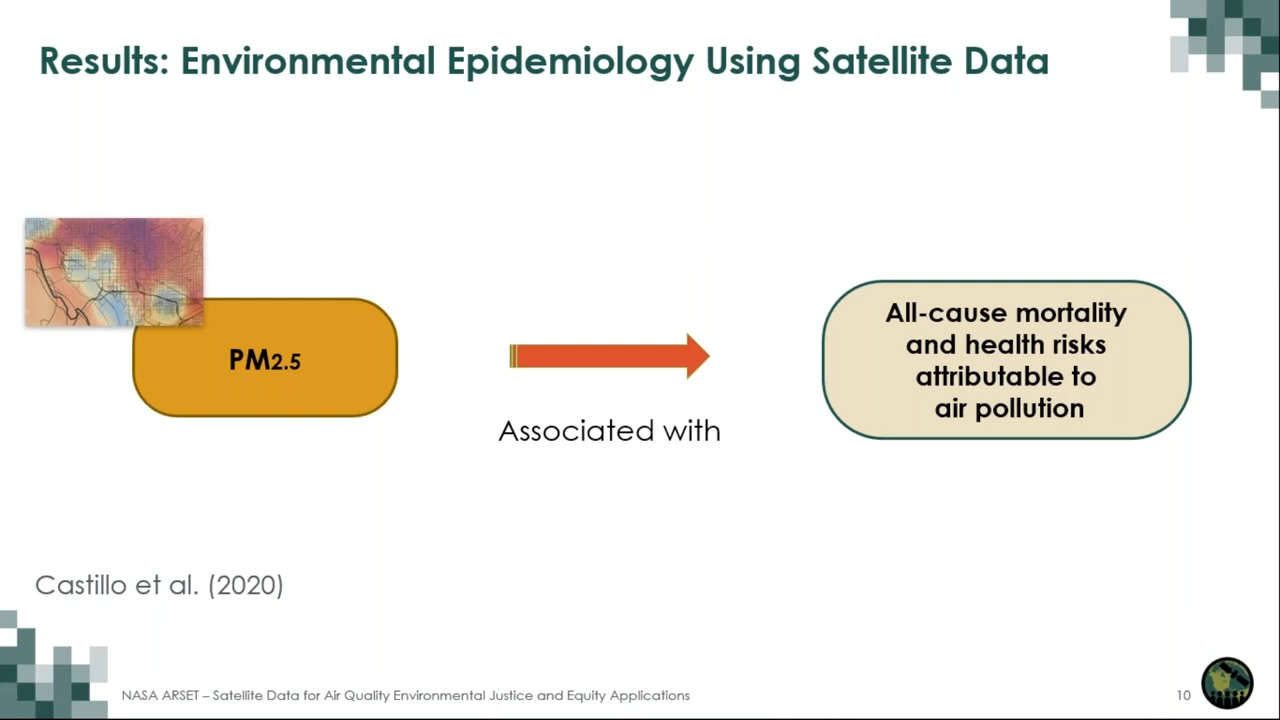 Results: Environmental Epidemiology Using Satellite Data
PM2.5
Associated with
All-cause mortality
and health risks
attributable to
air pollution
Castillo et al. (2020)
NASA ARSET – Satellite Data for Air Quality Environmental Justice and Equity Applications
10